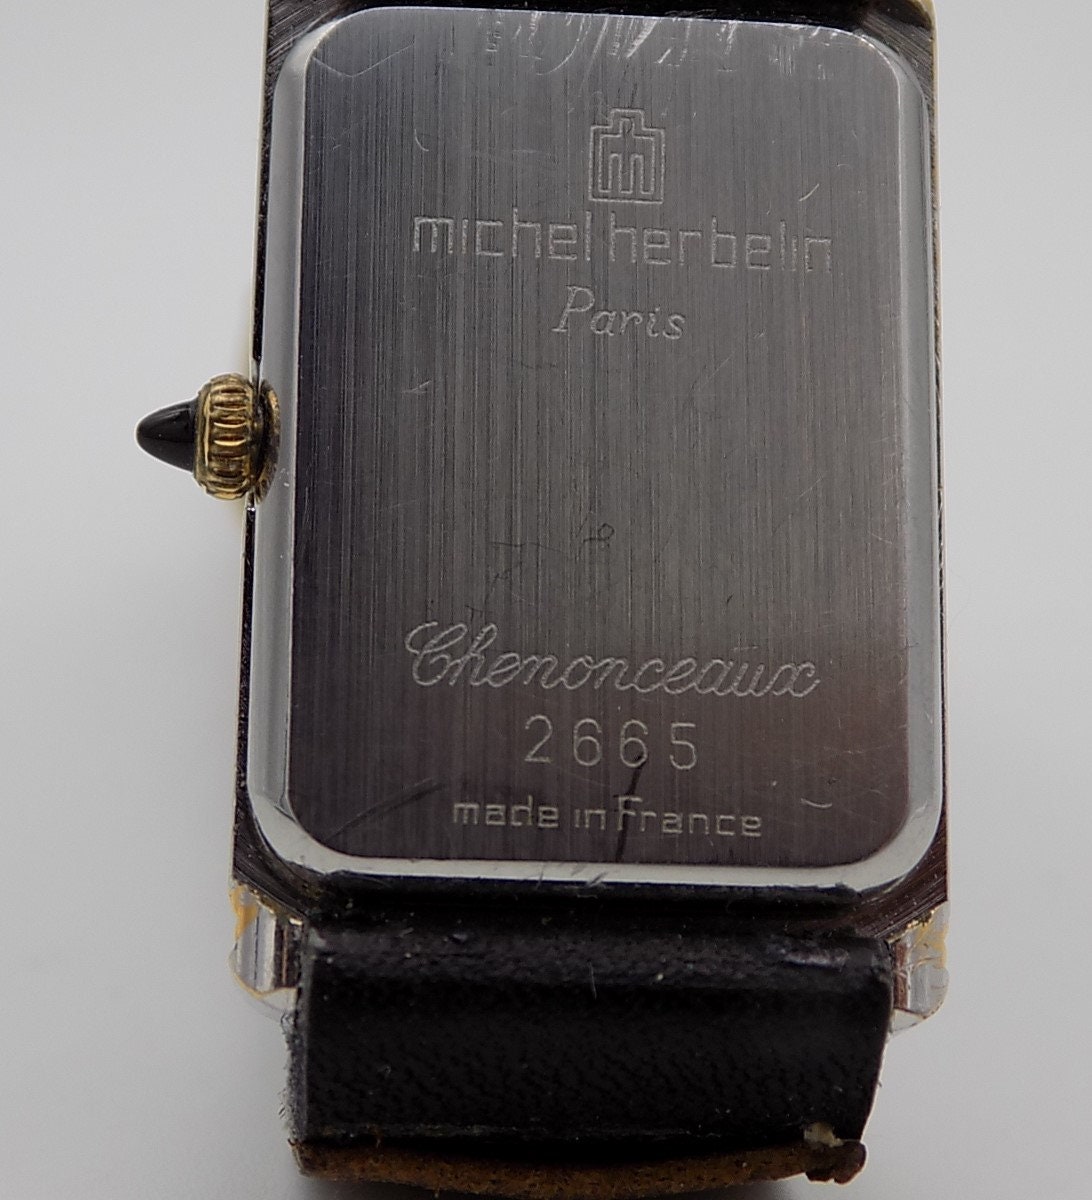 michel herbelin
Paris
Chenonceaux
2665
made in France